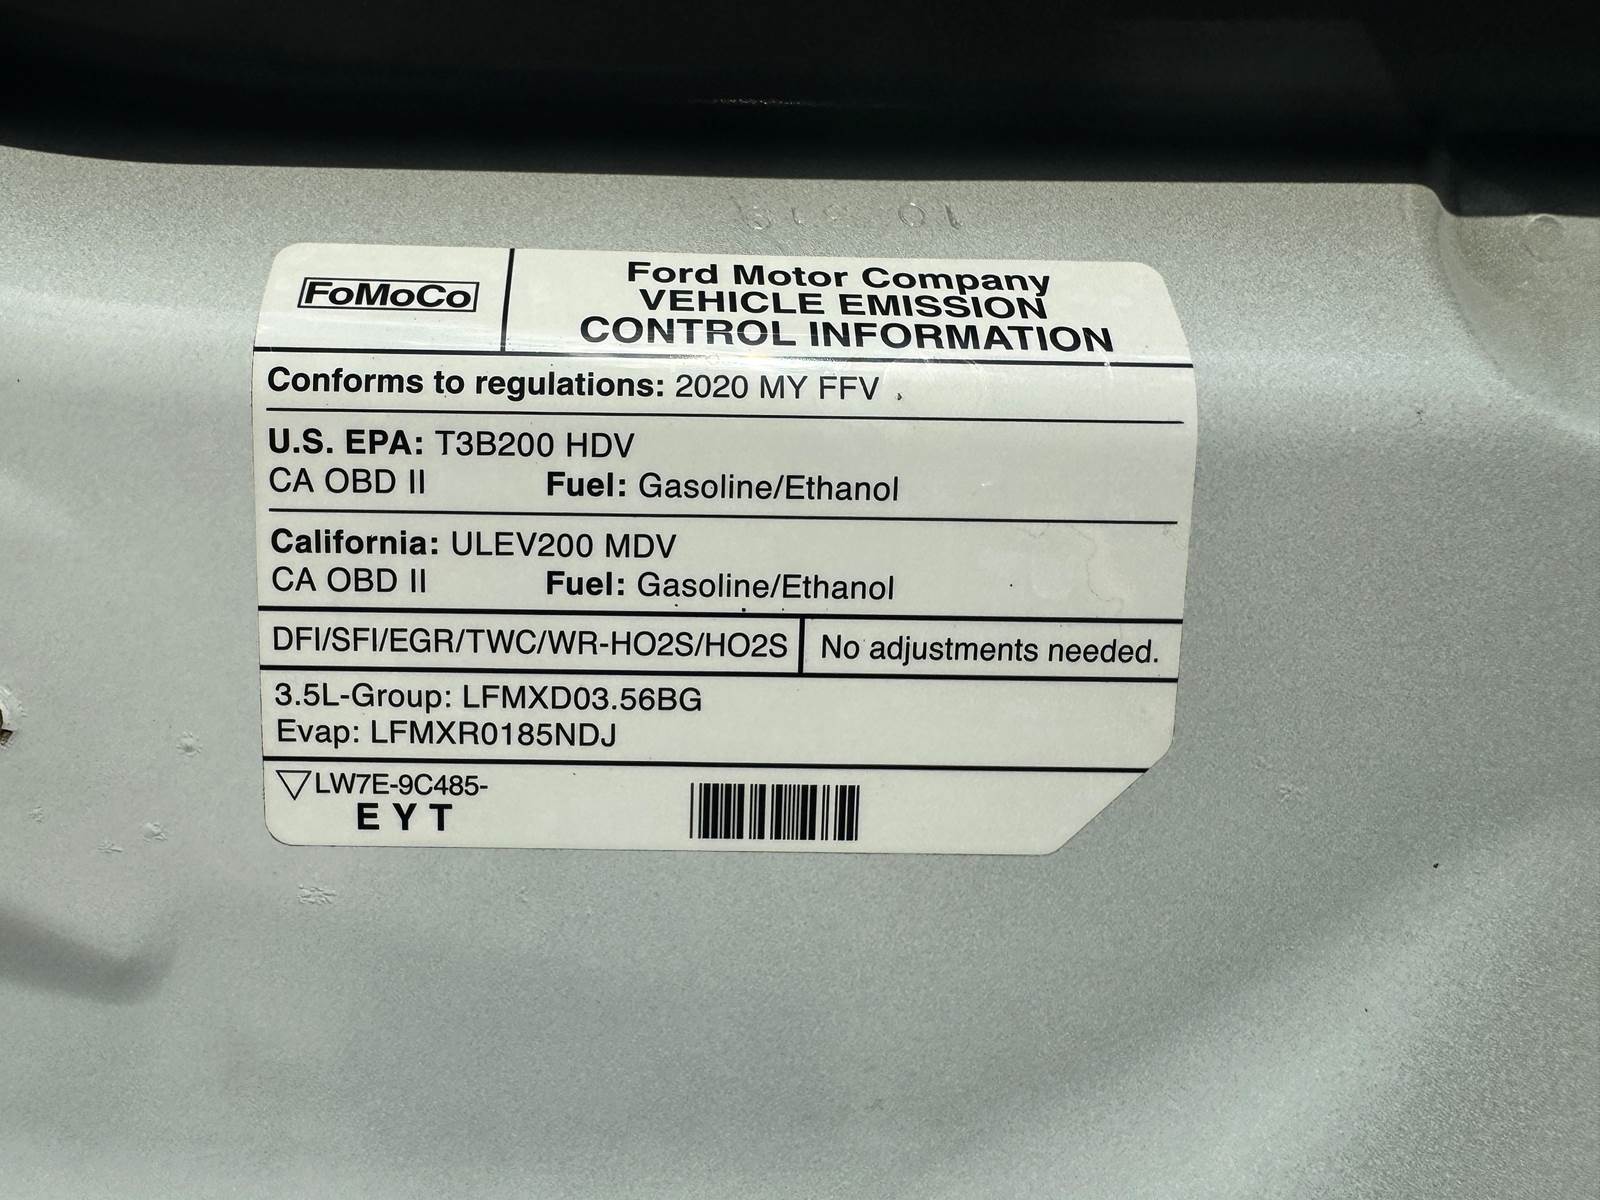 FoMoCo
Ford Motor Company
VEHICLE EMISSION
CONTROL INFORMATION
Conforms to regulations: 2020 MY FFV
U.S. EPA: T3B200 HDV
CA OBD II Fuel: Gasoline/Ethanol
California: ULEV200 MDV
CA OBD II Fuel: Gasoline/Ethanol
DFI/SFI/EGR/TWC/WR-HO2S/HO2S No adjustments needed.
3.5L-Group: LFMXD03.56BG
Evap: LFMXR0185NDJ
LW7E-9C485-
E Y T